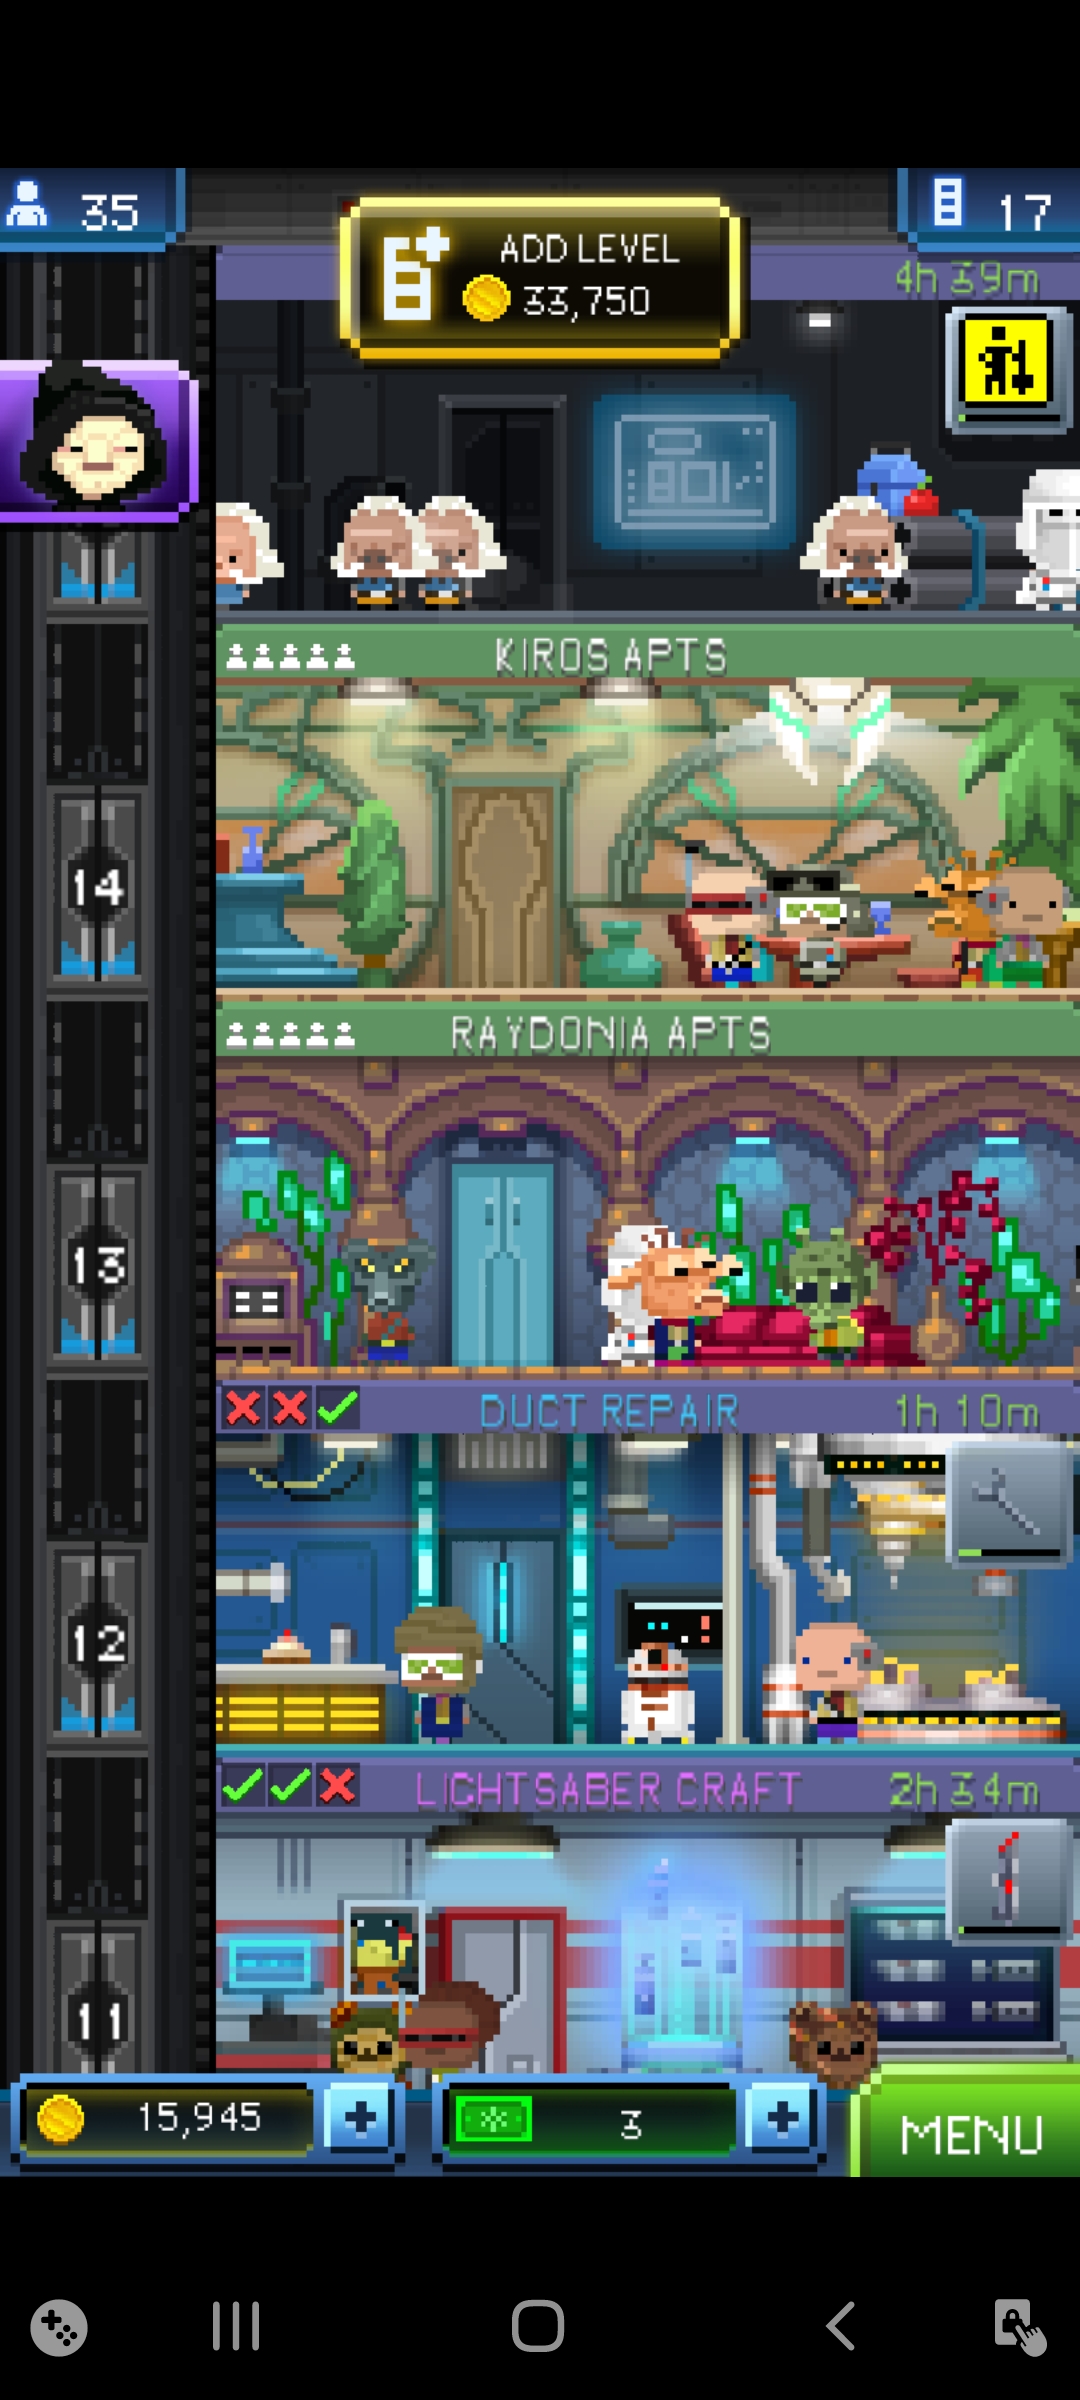 35
ADD LEVEL
33,750
17
4h 39m
KIROS APTS
14
RAYDONIA APTS
13
DUCT REPAIR
1h 10m
12
LIGHTSABER CRAFT
2h 34m
11
15,945
3
MENU